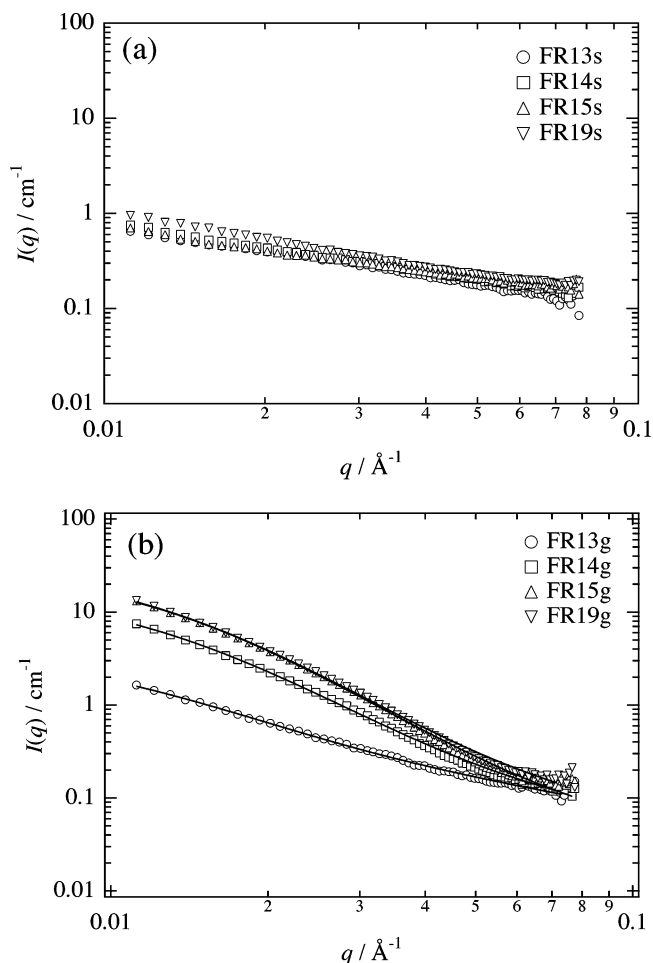 (a)
FR13s
FR14s
FR15s
FR19s
100
10
1
0.1
0.01
I(q) / cm-1
0.01 2 3 4 5 6 7 8 9 0.1
q / Å-1
(b)
FR13g
FR14g
FR15g
FR19g
100
10
1
0.1
0.01
I(q) / cm-1
0.01 2 3 4 5 6 7 8 9 0.1
q / Å-1